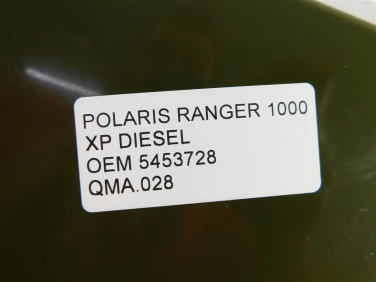 POLARIS RANGER 1000
XP DIESEL
OEM 5453728
QMA.028